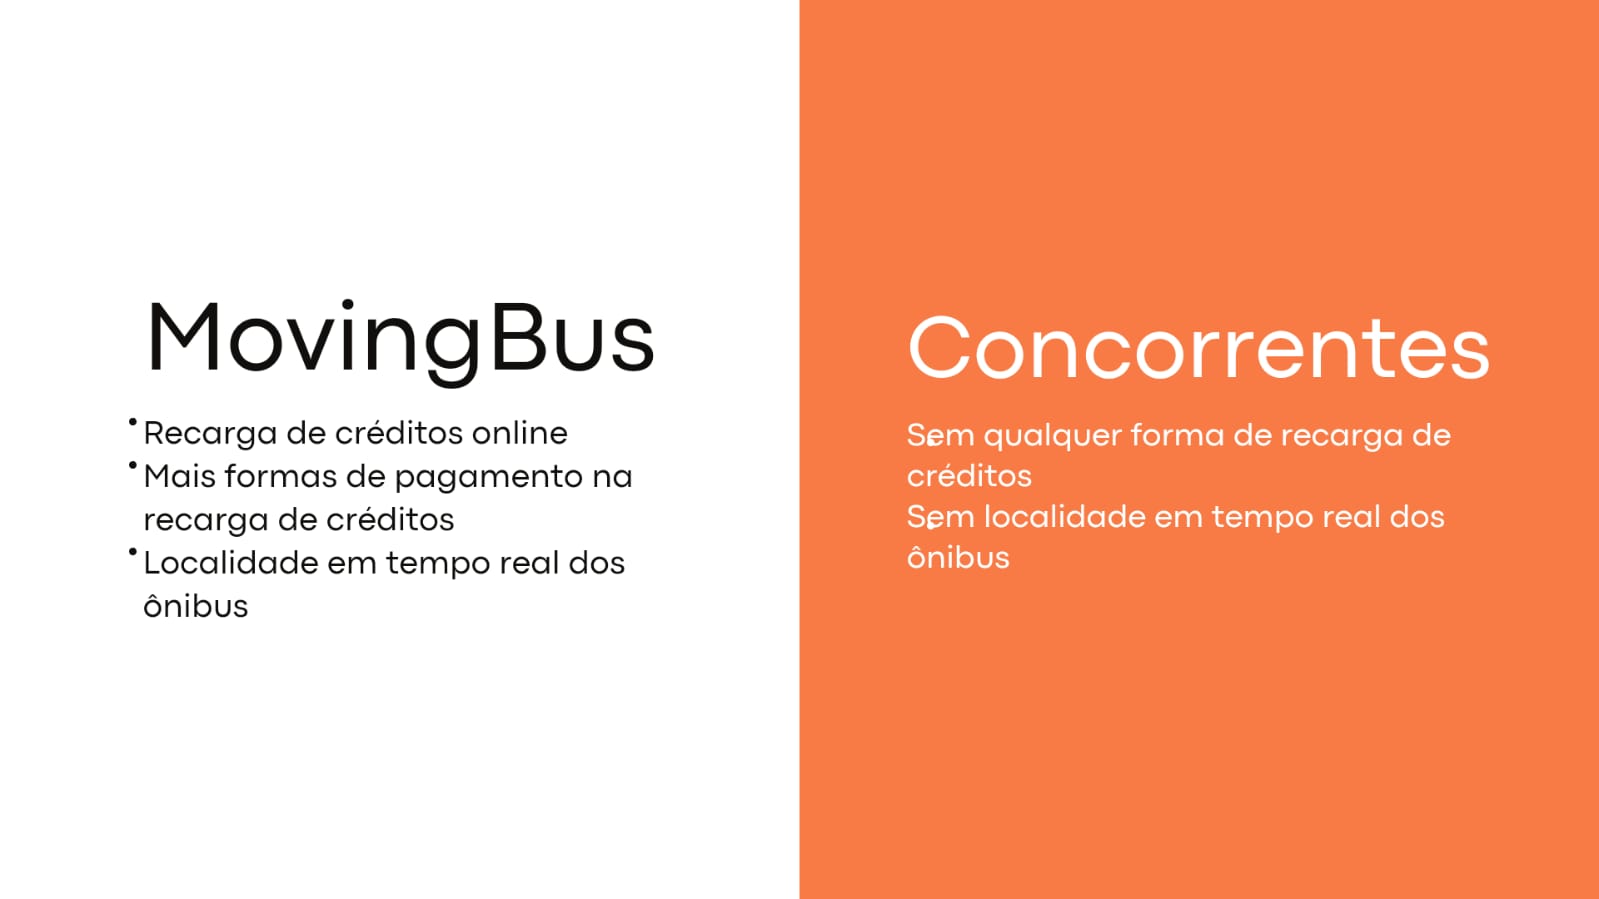 MovingBus
• Recarga de créditos online
• Mais formas de pagamento na
recarga de créditos
• Localidade em tempo real dos
ônibus
Concorrentes
• Sem qualquer forma de recarga de
créditos
• Sem localidade em tempo real dos
ônibus